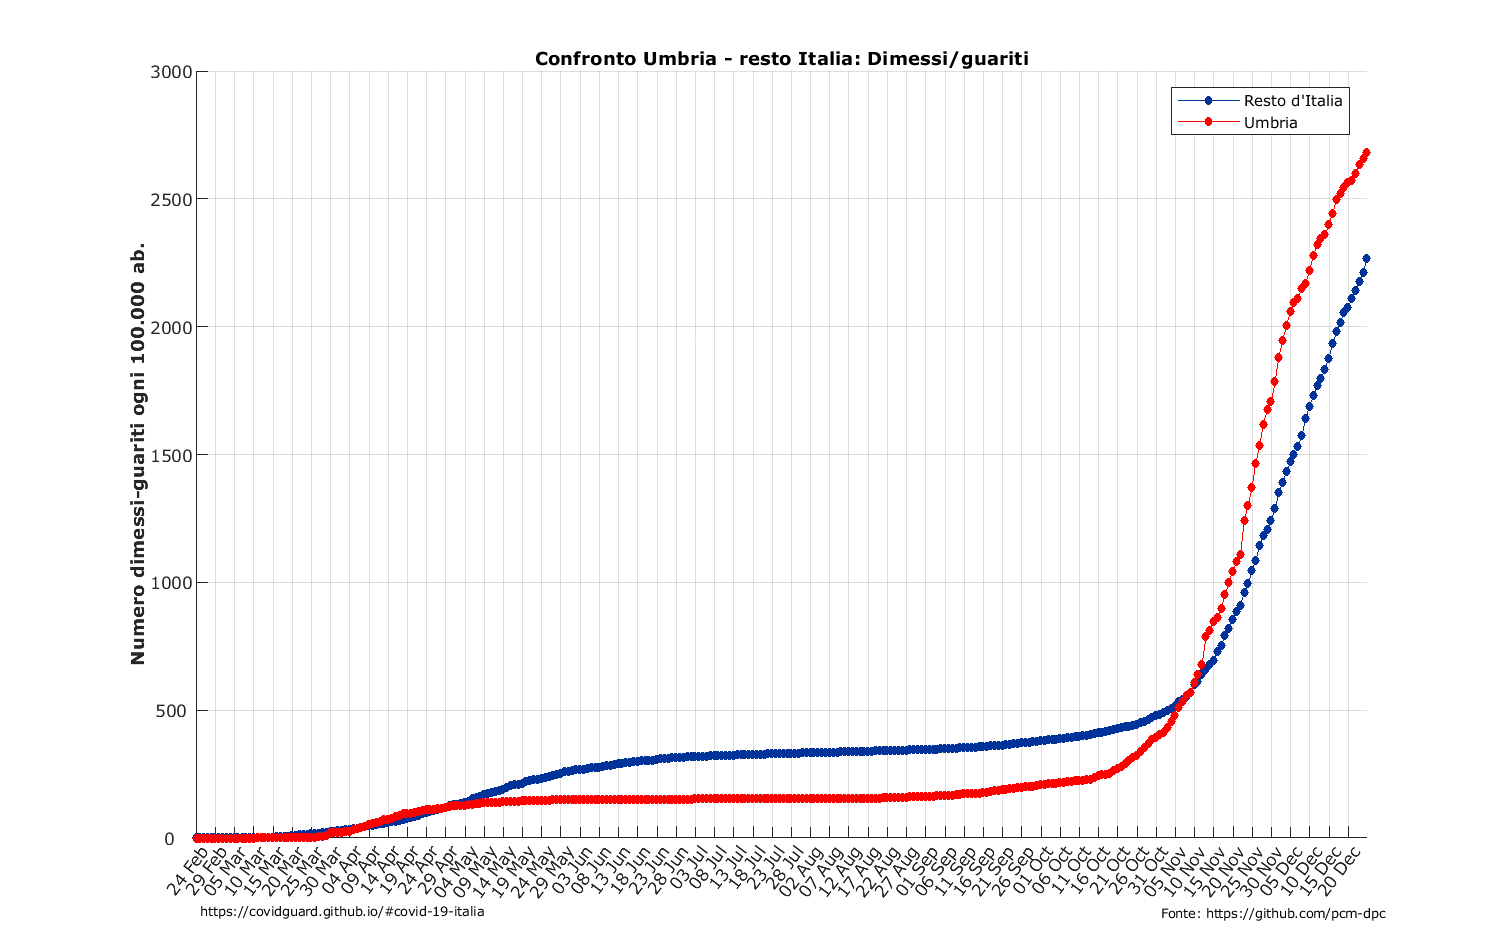 Confronto Umbria - resto Italia: Dimessi/guariti
Resto d'Italia
Umbria
Numero dimessi-guariti ogni 100.000 ab.
3000
2500
2000
1500
1000
500
0
24 Feb
29 Feb
05 Mar
10 Mar
15 Mar
20 Mar
25 Mar
30 Mar
04 Apr
09 Apr
14 Apr
19 Apr
24 Apr
29 Apr
04 May
09 May
14 May
19 May
24 May
29 May
03 Jun
08 Jun
13 Jun
18 Jun
23 Jun
28 Jun
03 Jul
08 Jul
13 Jul
18 Jul
23 Jul
28 Jul
02 Aug
07 Aug
12 Aug
17 Aug
22 Aug
27 Aug
01 Sep
06 Sep
11 Sep
16 Sep
21 Sep
26 Sep
01 Oct
06 Oct
11 Oct
16 Oct
21 Oct
26 Oct
31 Oct
05 Nov
10 Nov
15 Nov
20 Nov
25 Nov
30 Nov
05 Dec
10 Dec
15 Dec
20 Dec
https://covidguard.github.io/#covid-19-italia
Fonte: https://github.com/pcm-dpc